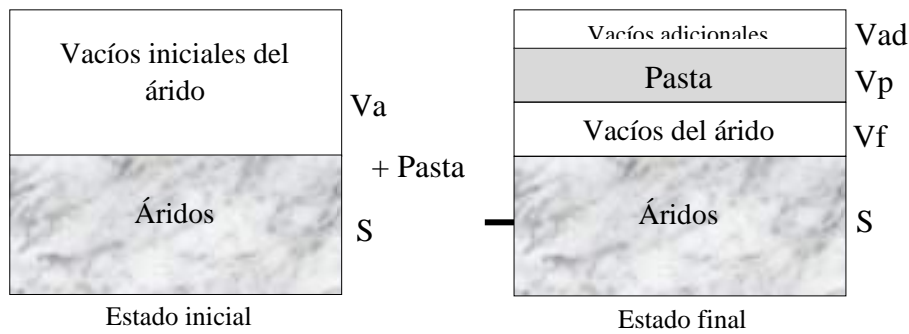 Vacíos iniciales del
árido
Va
Áridos
S
Estado inicial
+ Pasta
Vacíos adicionales
Vad
Pasta
Vp
Vacíos del árido
Vf
Áridos
S
Estado final